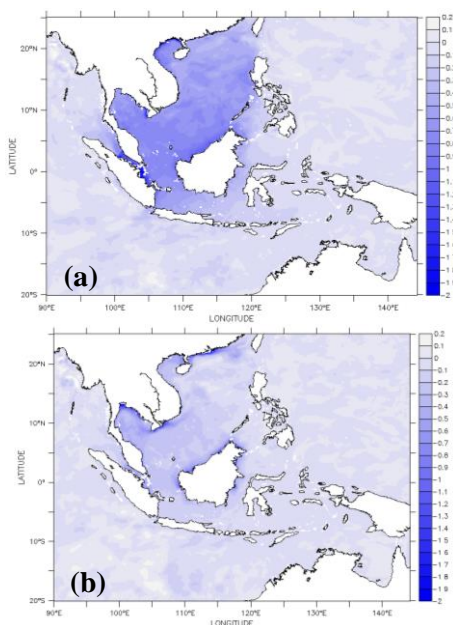 20°N
10°N
0°
10°S
20°S
LATITUDE
(a)
90°E
100°E
110°E
120°E
130°E
140°E
LONGITUDE
0.2
0
-1
-2
20°N
10°N
0°
10°S
20°S
LATITUDE
(b)
90°E
100°E
110°E
120°E
130°E
140°E
LONGITUDE
0.2
0.1
0
-0.1
-0.2
-0.3
-0.4
-0.5
-0.6
-0.7
-0.8
-0.9
-1
-1.1
-1.2
-1.3
-1.4
-1.5
-1.6
-1.7
-1.8
-1.9
-2